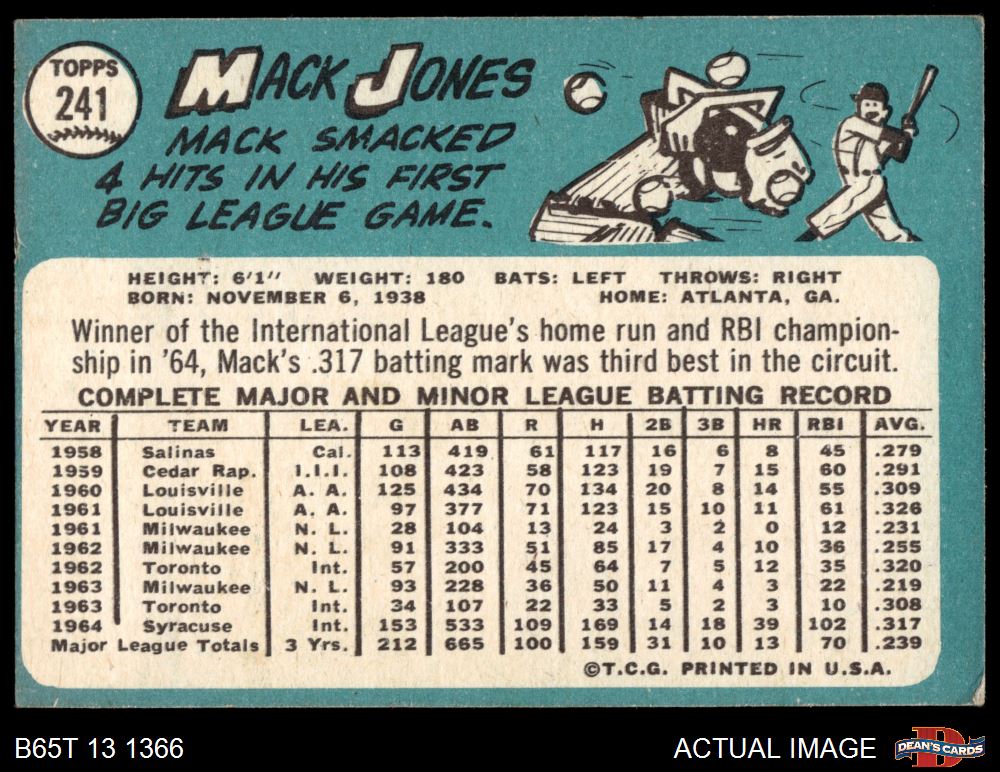 TOPPS
241
MACK JONES
MACK SMACKED
4 HITS IN HIS FIRST
BIG LEAGUE GAME.
HEIGHT: 6'1" WEIGHT: 180 BATS: LEFT THROWS: RIGHT
BORN: NOVEMBER 6, 1938 HOME: ATLANTA, GA.
Winner of the International League's home run and RBI champion-
ship in '64, Mack's .317 batting mark was third best in the circuit.
COMPLETE MAJOR AND MINOR LEAGUE BATTING RECORD
YEAR TEAM LEA. G AB R H 2B 3B HR RBI AVG.
1958 Salinas Cal. 113 419 61 117 16 6 8 45 .279
1959 Cedar Rap. I.I.I. 108 423 58 123 19 7 15 60 .291
1960 Louisville A. A. 125 434 70 134 20 8 14 55 .309
1961 Louisville A. A. 97 377 71 123 15 10 11 61 .326
1961 Milwaukee N. L. 28 104 13 24 3 2 0 12 .231
1962 Milwaukee N. L. 91 333 51 85 17 4 10 36 .255
1962 Toronto Int. 57 200 45 64 7 5 12 35 .320
1963 Milwaukee N. L. 93 228 36 50 11 4 3 22 .219
1963 Toronto Int. 34 107 22 33 5 2 3 10 .308
1964 Syracuse Int. 153 533 109 169 14 18 39 102 .317
Major League Totals 3 Yrs. 212 665 100 159 31 10 13 70 .239
©T.C.G. PRINTED IN U.S.A.
B65T 13 1366 ACTUAL IMAGE
D
DEAN'S CARDS